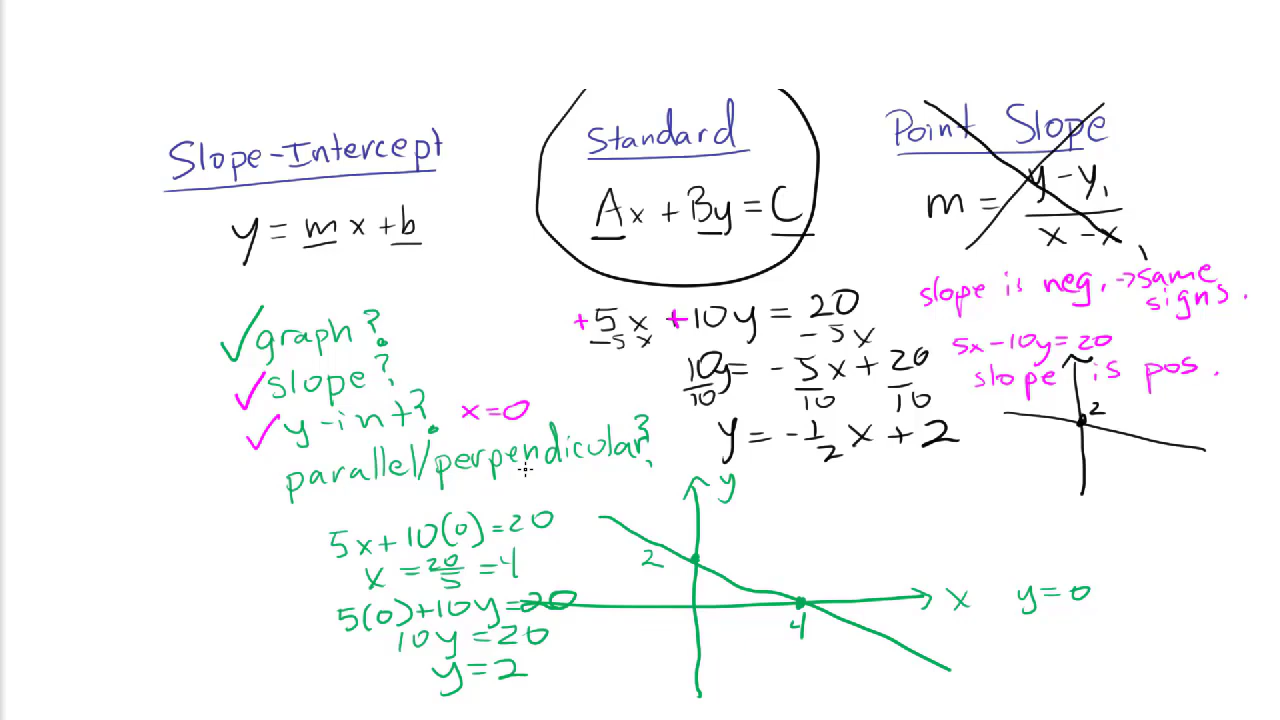 Slope-Intercept
y = mx + b
Standard
Ax + By = C
Point Slope
m = y - y₁ / x - x₁
slope is neg. → same signs.
5x - 10y = 20
slope is pos.
2
+5x + 10y = 20
-5x - 5x
10y/10 = -5x/10 + 20/10
y = -1/2 x + 2
graph?
slope?
y-int? x = 0
parallel/perpendicular?
5x + 10(0) = 20
x = 20/5 = 4
5(0) + 10y = 20
10y = 20
y = 2
y
2
4
x
y = 0